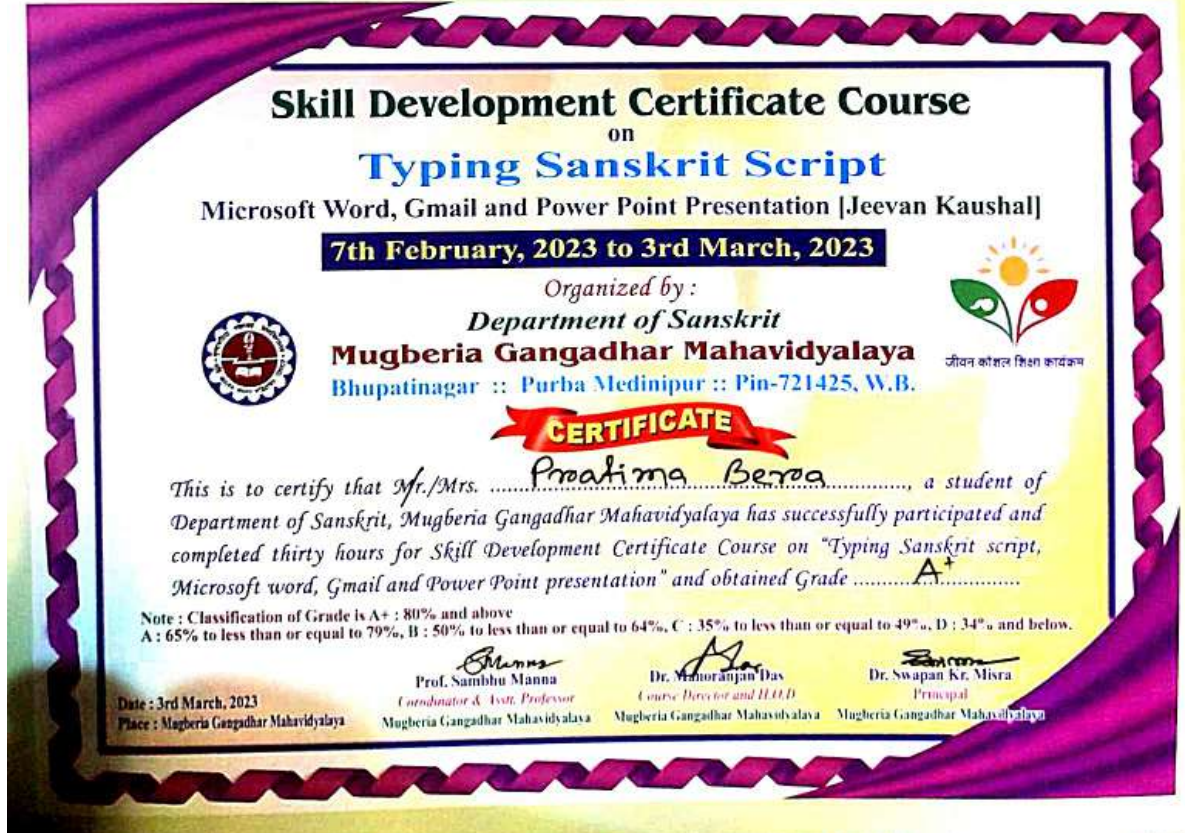 Skill Development Certificate Course
on
Typing Sanskrit Script
Microsoft Word, Gmail and Power Point Presentation [Jeevan Kaushal]
7th February, 2023 to 3rd March, 2023
Organized by :
Department of Sanskrit
Mugberia Gangadhar Mahavidyalaya
Bhupatinagar :: Purba Medinipur :: Pin-721425, W.B.
जीवन कौशल शिक्षा कार्यक्रम
CERTIFICATE
This is to certify that Mr./Mrs. Pratima Bera, a student of
Department of Sanskrit, Mugberia Gangadhar Mahavidyalaya has successfully participated and
completed thirty hours for Skill Development Certificate Course on "Typing Sanskrit script,
Microsoft word, Gmail and Power Point presentation" and obtained Grade A+
Note : Classification of Grade is A+ : 80% and above
A : 65% to less than or equal to 79%, B : 50% to less than or equal to 64%, C : 35% to less than or equal to 49%, D : 34% and below.
Prof. Sambhu Manna
Coordinator & Asst. Professor
Mugberia Gangadhar Mahavidyalaya
Dr. Manoranjan Das
Course Director and H.O.D
Mugberia Gangadhar Mahavidyalaya
Dr. Swapan Kr. Misra
Principal
Mugberia Gangadhar Mahavidyalaya
Date : 3rd March, 2023
Place : Mugberia Gangadhar Mahavidyalaya